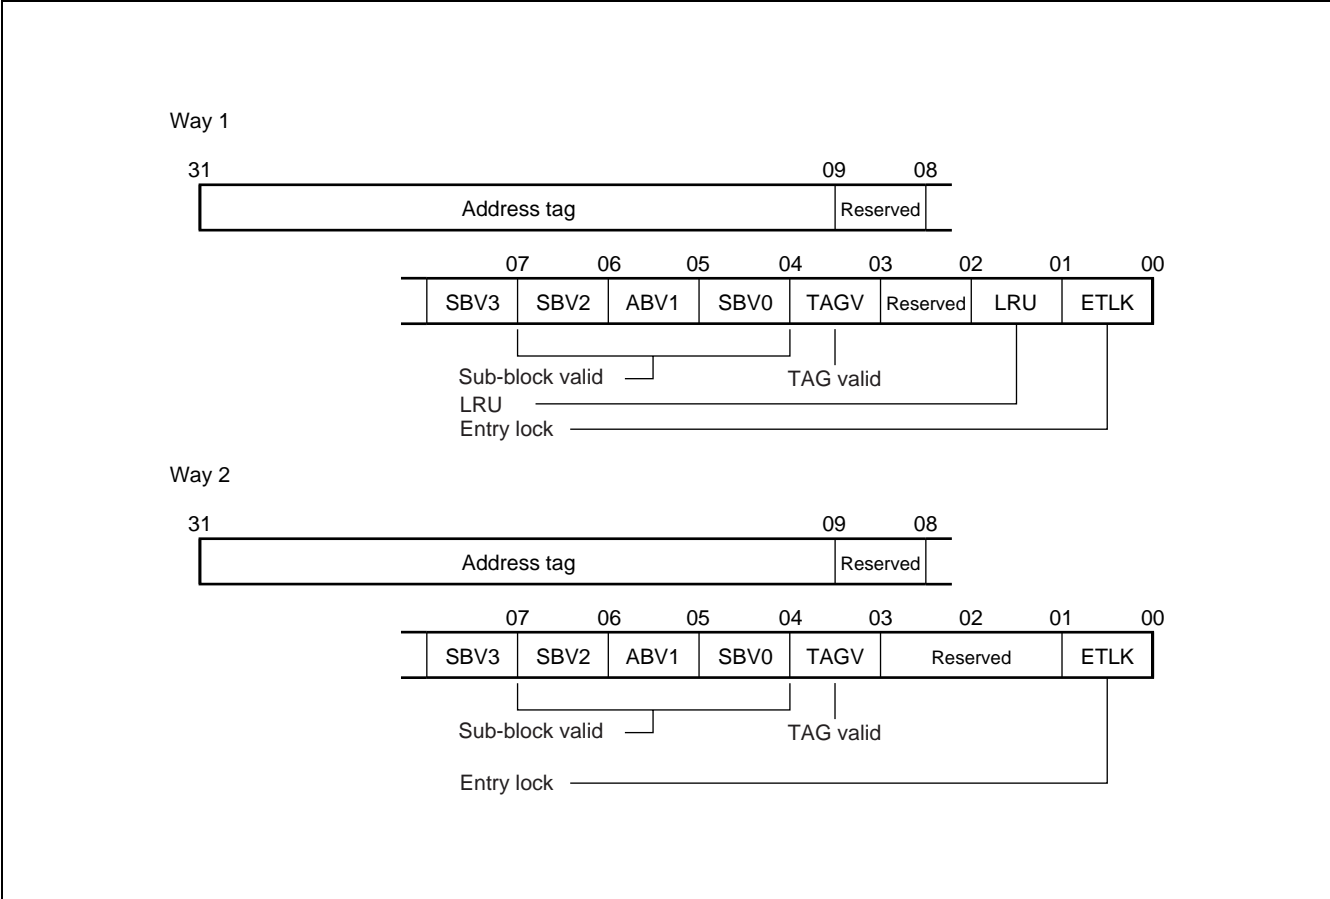 Way 1
31 09 08
Address tag Reserved
07 06 05 04 03 02 01 00
SBV3 SBV2 ABV1 SBV0 TAGV Reserved LRU ETLK
Sub-block valid TAG valid
LRU
Entry lock
Way 2
31 09 08
Address tag Reserved
07 06 05 04 03 02 01 00
SBV3 SBV2 ABV1 SBV0 TAGV Reserved ETLK
Sub-block valid TAG valid
Entry lock